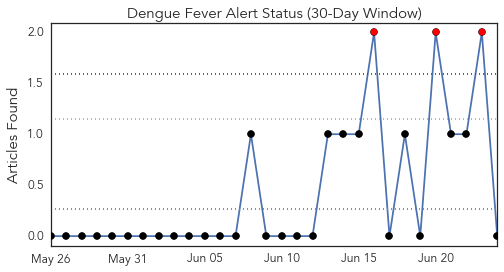 Dengue Fever Alert Status (30-Day Window)
Articles Found
2.0
1.5
1.0
0.5
0.0
May 26 May 31 Jun 05 Jun 10 Jun 15 Jun 20